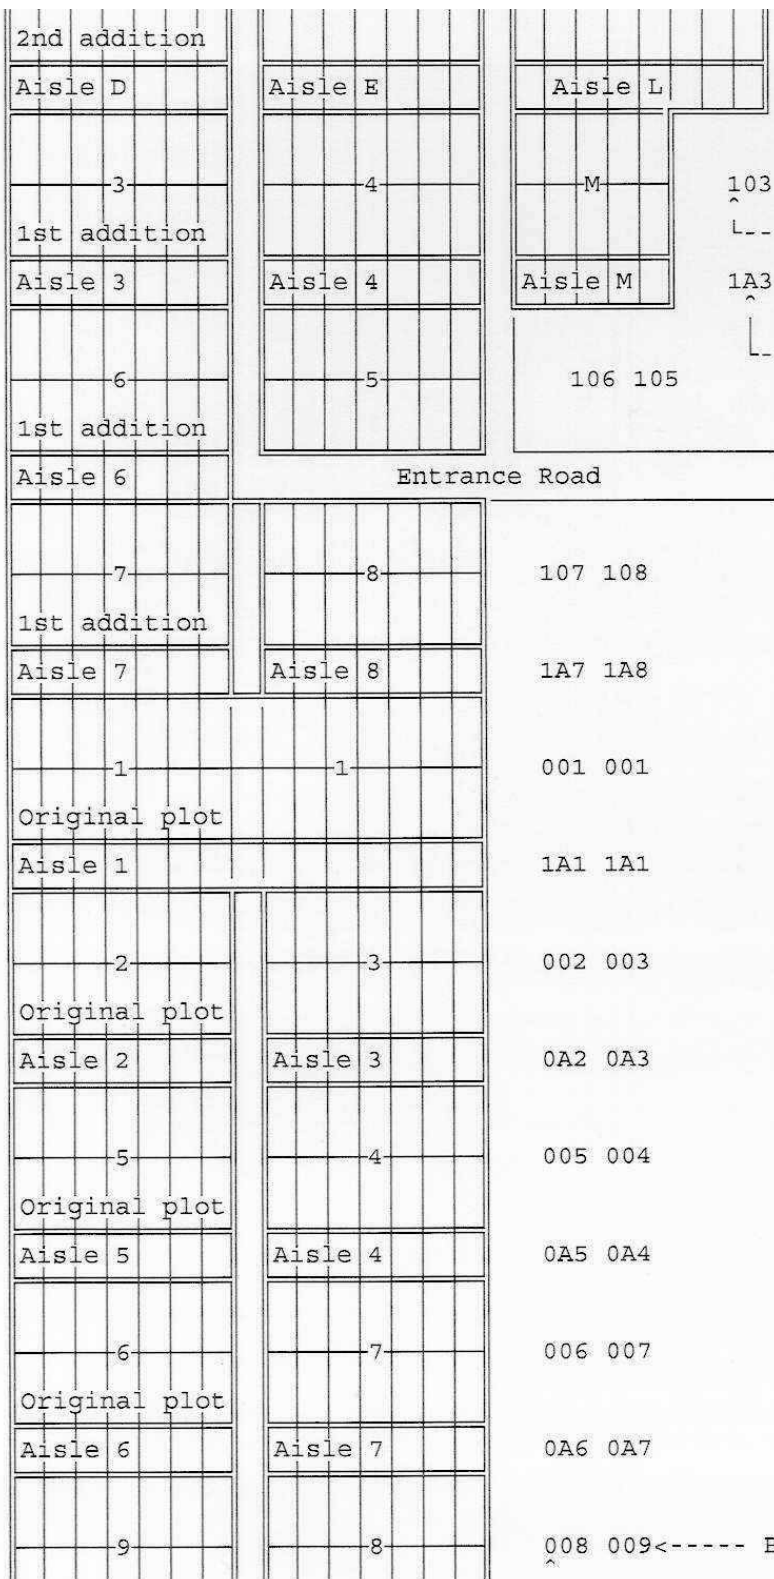 2nd addition
Aisle D Aisle E Aisle L
3 4 M 103
^
1st addition L--
Aisle 3 Aisle 4 Aisle M 1A3
^
L-
6 5 106 105
1st addition
Aisle 6 Entrance Road
7 8 107 108
1st addition
Aisle 7 Aisle 8 1A7 1A8
1 1 001 001
Original plot
Aisle 1 1A1 1A1
2 3 002 003
Original plot
Aisle 2 Aisle 3 0A2 0A3
5 4 005 004
Original plot
Aisle 5 Aisle 4 0A5 0A4
6 7 006 007
Original plot
Aisle 6 Aisle 7 0A6 0A7
9 8 008 009<-----
^